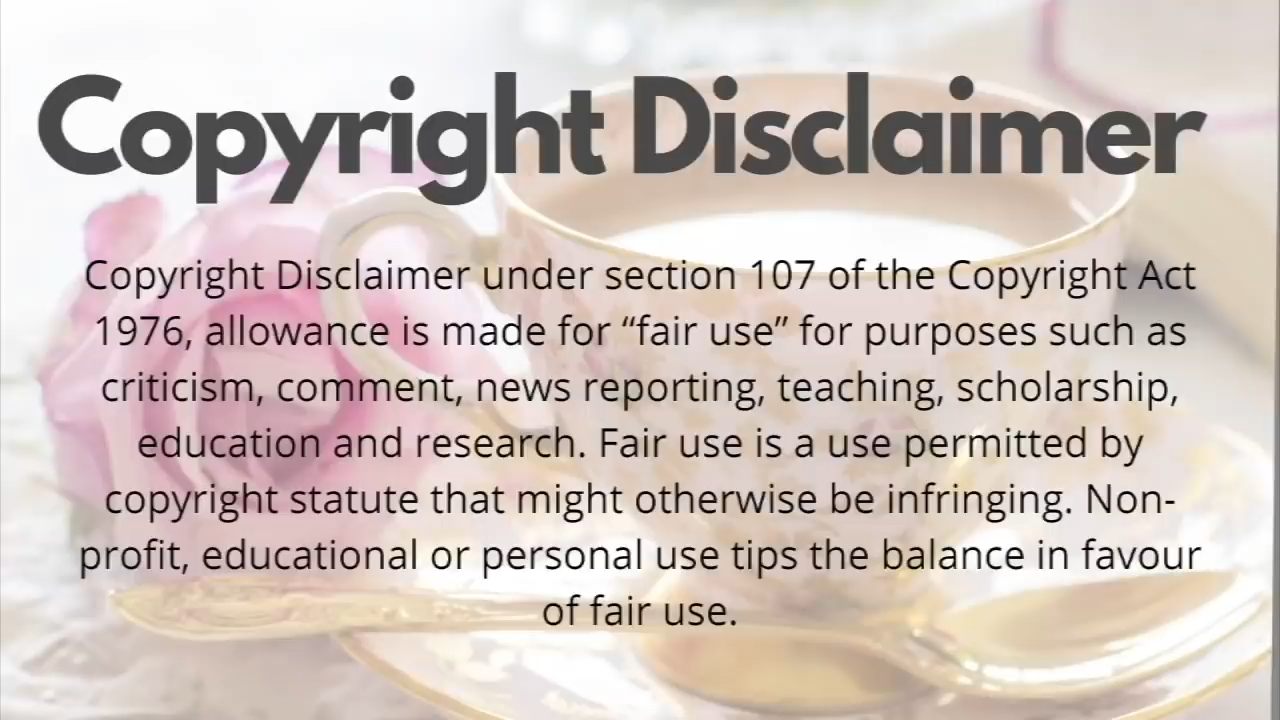 Copyright Disclaimer
Copyright Disclaimer under section 107 of the Copyright Act
1976, allowance is made for “fair use” for purposes such as
criticism, comment, news reporting, teaching, scholarship,
education and research. Fair use is a use permitted by
copyright statute that might otherwise be infringing. Non-
profit, educational or personal use tips the balance in favour
of fair use.